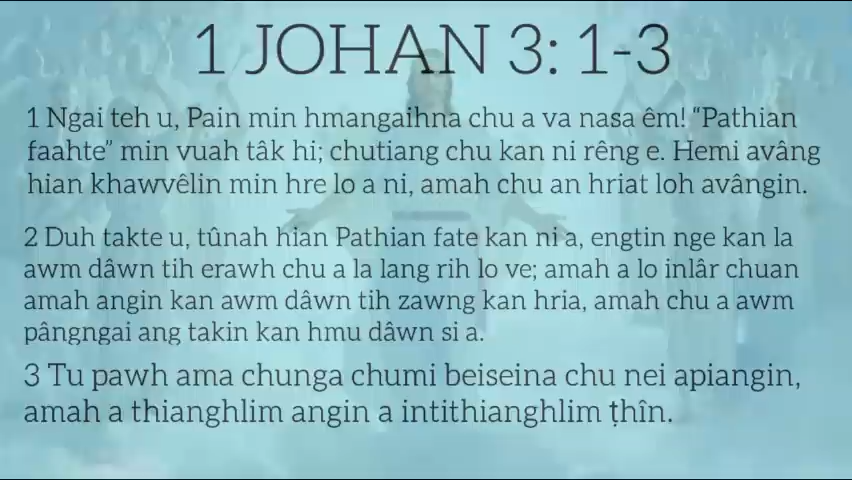 1 JOHAN 3: 1-3
1 Ngai teh u, Pain min hmangaihna chu a va nasa êm! “Pathian
faahte” min vuah tâk hi; chutiang chu kan ni rêng e. Hemi avâng
hian khawvêlin min hre lo a ni, amah chu an hriat loh avângin.
2 Duh takte u, tûnah hian Pathian fate kan ni a, engtin nge kan la
awm dâwn tih erawh chu a la lang rih lo ve; amah a lo inlâr chuan
amah angin kan awm dâwn tih zawng kan hria, amah chu a awm
pângngai ang takin kan hmu dâwn si a.
3 Tu pawh ama chunga chumi beiseina chu nei apiangin,
amah a thianghlim angin a intithianghlim ṭhîn.